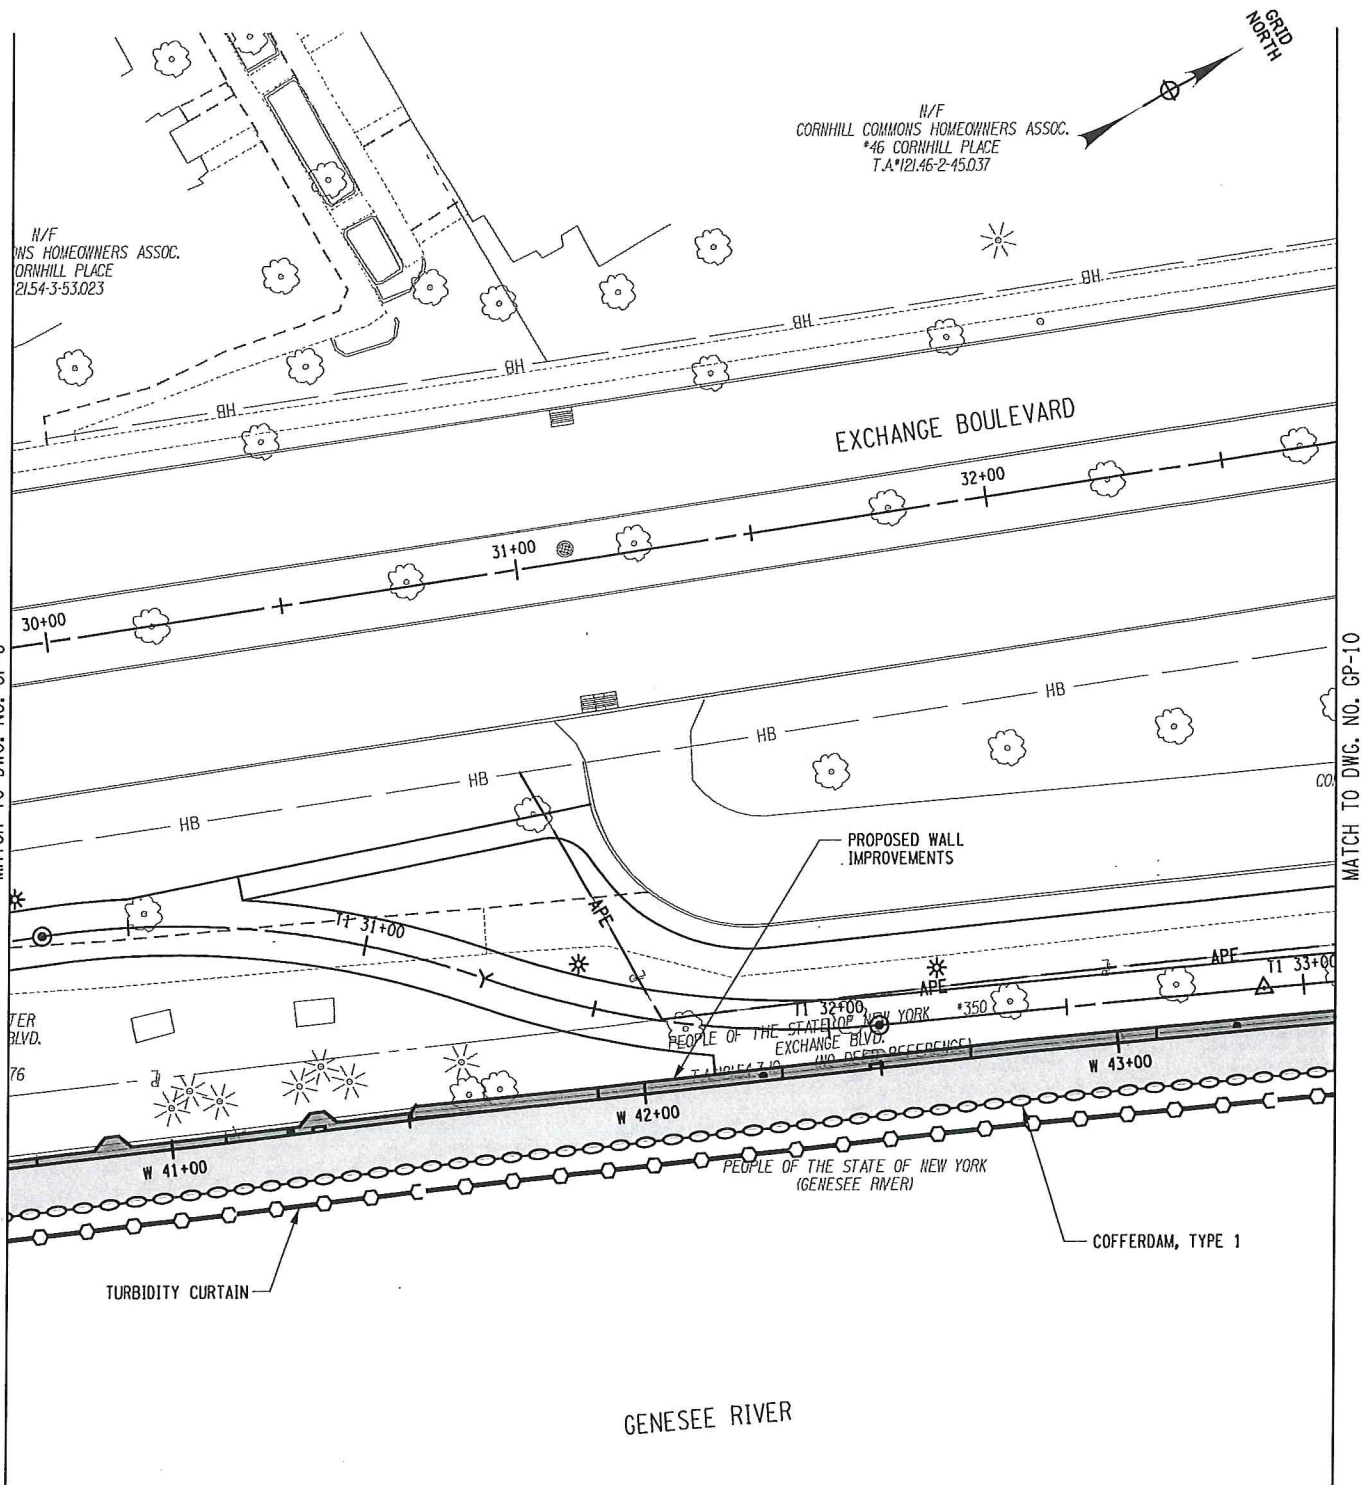 GRID
NORTH
N/F
CORNHILL COMMONS HOMEOWNERS ASSOC.
*46 CORNHILL PLACE
T.A.*121.46-2-45.037
N/F
NS HOMEOWNERS ASSOC.
ORNHILL PLACE
21.54-3-53.023
HB
HB
HB
HB
EXCHANGE BOULEVARD
32+00
31+00
30+00
MATCH TO DWG. NO. GP-10
HB
HB
HB
HB
CO
PROPOSED WALL
IMPROVEMENTS
APE
T1 31+00
APE
T1 33+00
APE
T1 32+00
*350
PEOPLE OF THE STATE OF NEW YORK
EXCHANGE BLVD.
(NO DEED REFERENCE)
TER
BLVD.
76
W 43+00
W 42+00
W 41+00
PEOPLE OF THE STATE OF NEW YORK
(GENESEE RIVER)
COFFERDAM, TYPE 1
TURBIDITY CURTAIN
GENESEE RIVER